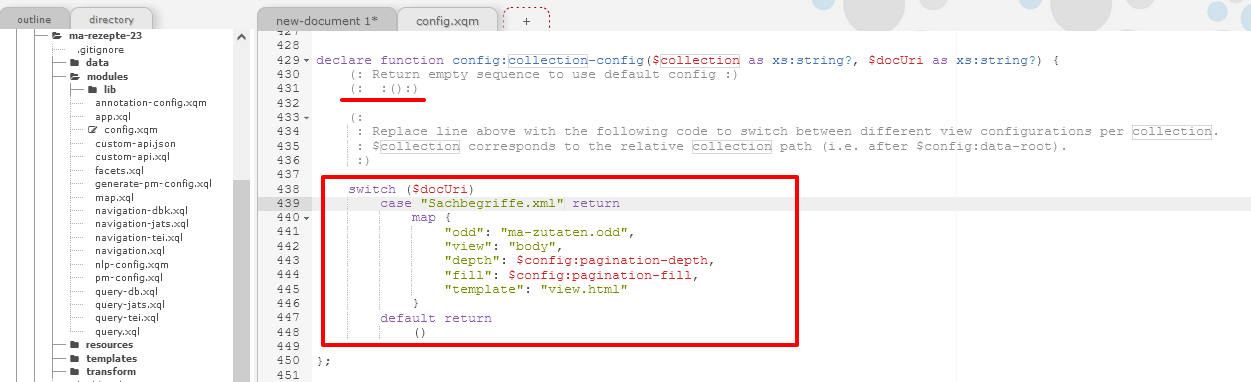 outline
directory
new-document 1*
config.xqm
+
ma-rezepte-23
.gitignore
data
modules
lib
annotation-config.xqm
app.xql
config.xqm
custom-api.json
custom-api.xql
facets.xql
generate-pm-config.xql
map.xql
navigation-dbk.xql
navigation-jats.xql
navigation-tei.xql
navigation.xql
nlp-config.xqm
pm-config.xql
query-db.xql
query-jats.xql
query-tei.xql
query.xql
resources
templates
transform
427
428
429 declare function config:collection-config($collection as xs:string?, $docUri as xs:string?) {
430 (: Return empty sequence to use default config :)
431 (:  :():)
432
433 (:
434 : Replace line above with the following code to switch between different view configurations per collection.
435 : $collection corresponds to the relative collection path (i.e. after $config:data-root).
436 :)
437
438 switch ($docUri)
439 case "Sachbegriffe.xml" return
440 map {
441 "odd": "ma-zutaten.odd",
442 "view": "body",
443 "depth": $config:pagination-depth,
444 "fill": $config:pagination-fill,
445 "template": "view.html"
446 }
447 default return
448 ()
449
450 };
451